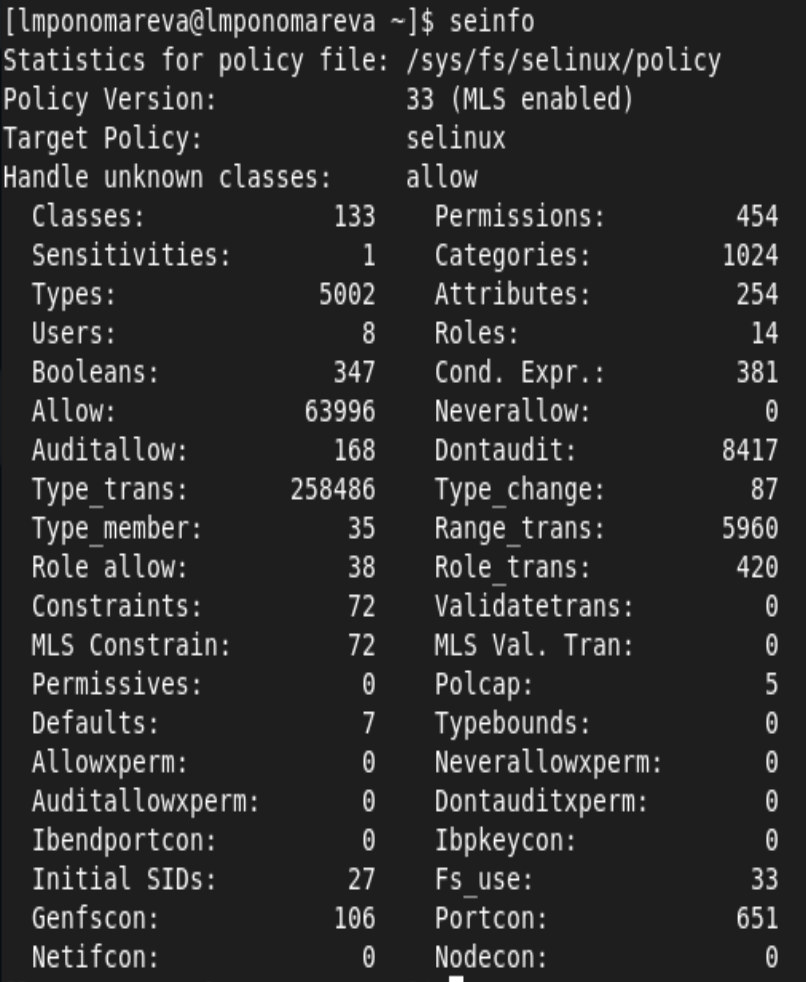 [lmponomareva@lmponomareva ~]$ seinfo
Statistics for policy file: /sys/fs/selinux/policy
Policy Version:             33 (MLS enabled)
Target Policy:              selinux
Handle unknown classes:     allow
  Classes:             133    Permissions:         454
  Sensitivities:         1    Categories:         1024
  Types:              5002    Attributes:          254
  Users:                 8    Roles:                14
  Booleans:            347    Cond. Expr.:         381
  Allow:             63996    Neverallow:            0
  Auditallow:          168    Dontaudit:          8417
  Type_trans:       258486    Type_change:          87
  Type_member:          35    Range_trans:        5960
  Role allow:           38    Role_trans:          420
  Constraints:          72    Validatetrans:         0
  MLS Constrain:        72    MLS Val. Tran:         0
  Permissives:           0    Polcap:                5
  Defaults:              7    Typebounds:            0
  Allowxperm:            0    Neverallowxperm:       0
  Auditallowxperm:       0    Dontauditxperm:        0
  Ibendportcon:          0    Ibpkeycon:             0
  Initial SIDs:         27    Fs_use:               33
  Genfscon:            106    Portcon:             651
  Netifcon:              0    Nodecon:               0